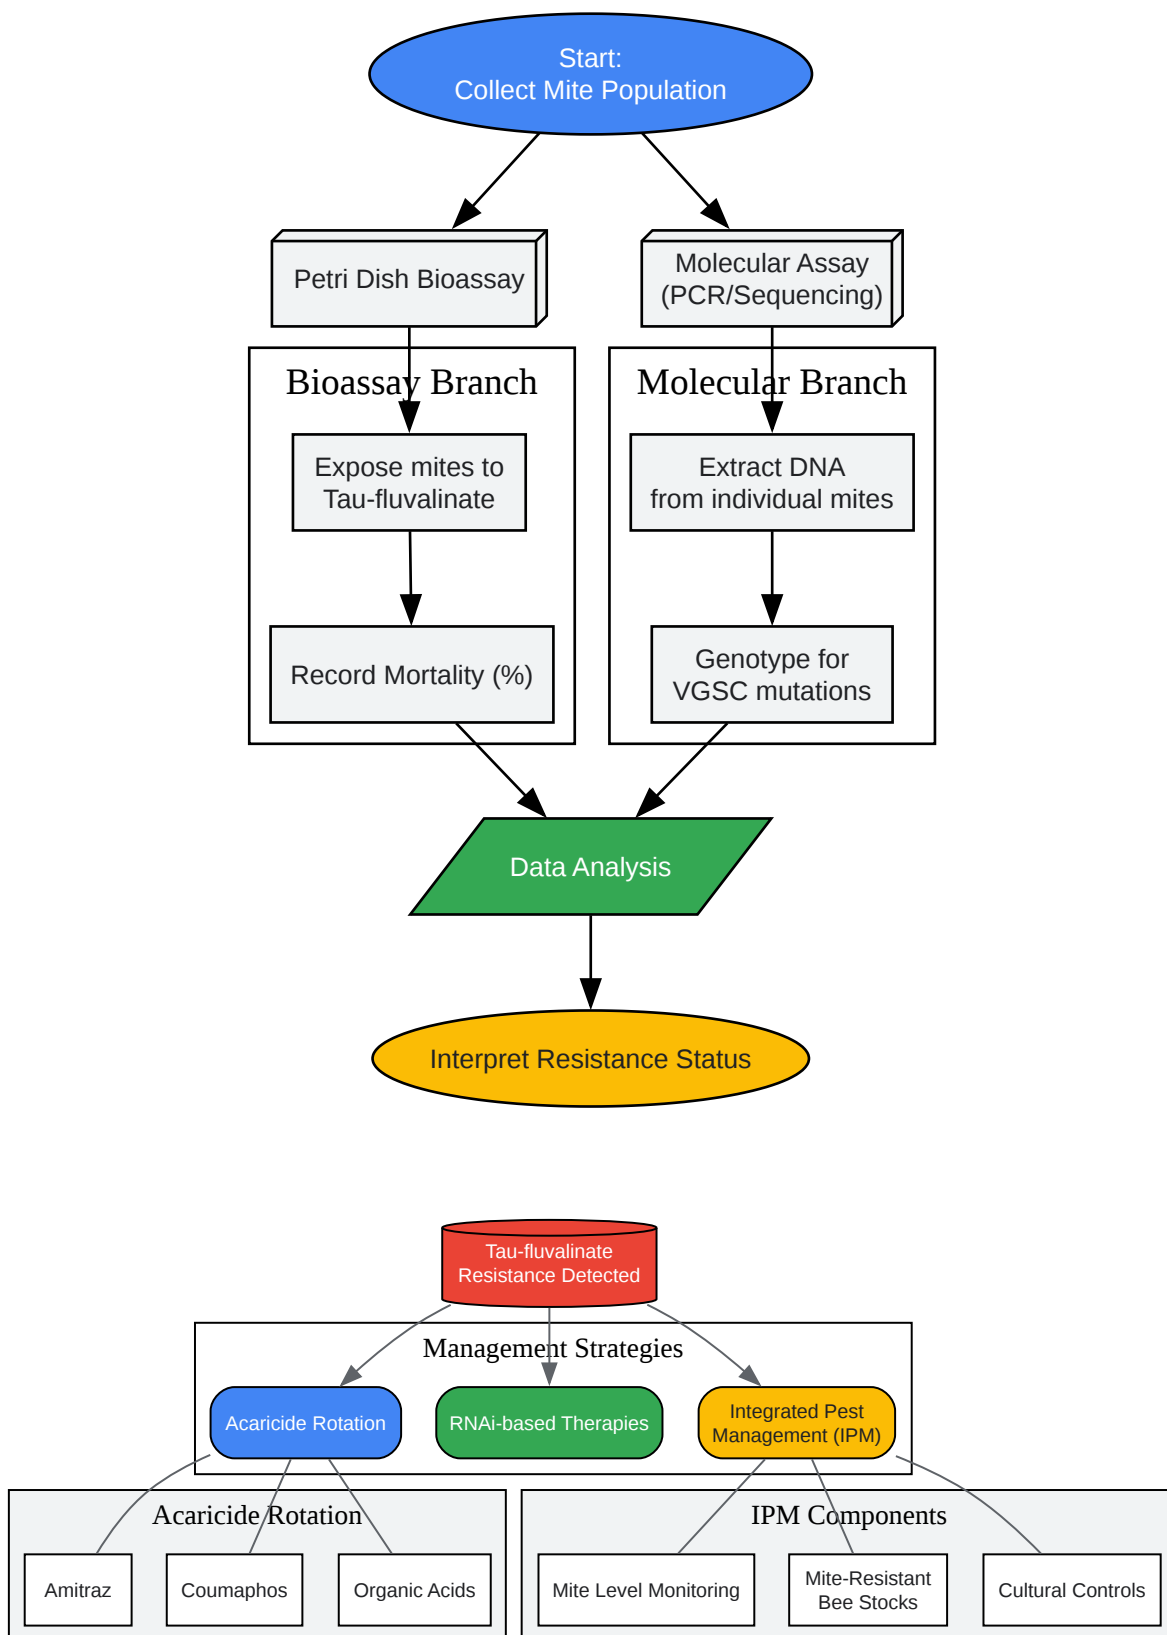 Start:
Collect Mite Population
Petri Dish Bioassay
Molecular Assay
(PCR/Sequencing)
Bioassay Branch
Molecular Branch
Expose mites to
Tau-fluvalinate
Extract DNA
from individual mites
Record Mortality (%)
Genotype for
VGSC mutations
Data Analysis
Interpret Resistance Status
Tau-fluvalinate
Resistance Detected
Management Strategies
Acaricide Rotation
RNAi-based Therapies
Integrated Pest
Management (IPM)
Acaricide Rotation
IPM Components
Amitraz
Coumaphos
Organic Acids
Mite Level Monitoring
Mite-Resistant
Bee Stocks
Cultural Controls